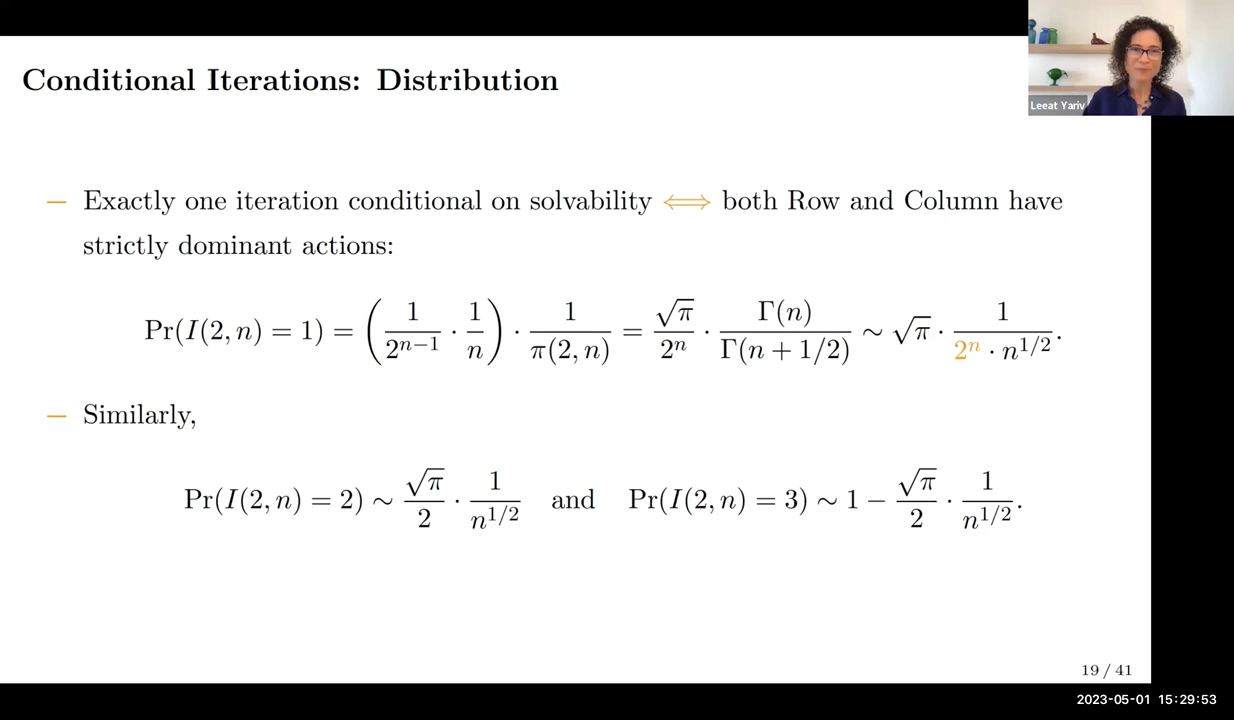 Conditional Iterations: Distribution
Leeat Yariv
— Exactly one iteration conditional on solvability ⟺ both Row and Column have
strictly dominant actions:
Pr(I(2, n) = 1) = (1/2^{n−1} · 1/n) · 1/π(2, n) = √π/2^n · Γ(n)/Γ(n + 1/2) ∼ √π · 1/(2^n · n^{1/2}).
— Similarly,
Pr(I(2, n) = 2) ∼ √π/2 · 1/n^{1/2} and Pr(I(2, n) = 3) ∼ 1 − √π/2 · 1/n^{1/2}.
19 / 41
2023-05-01 15:29:53